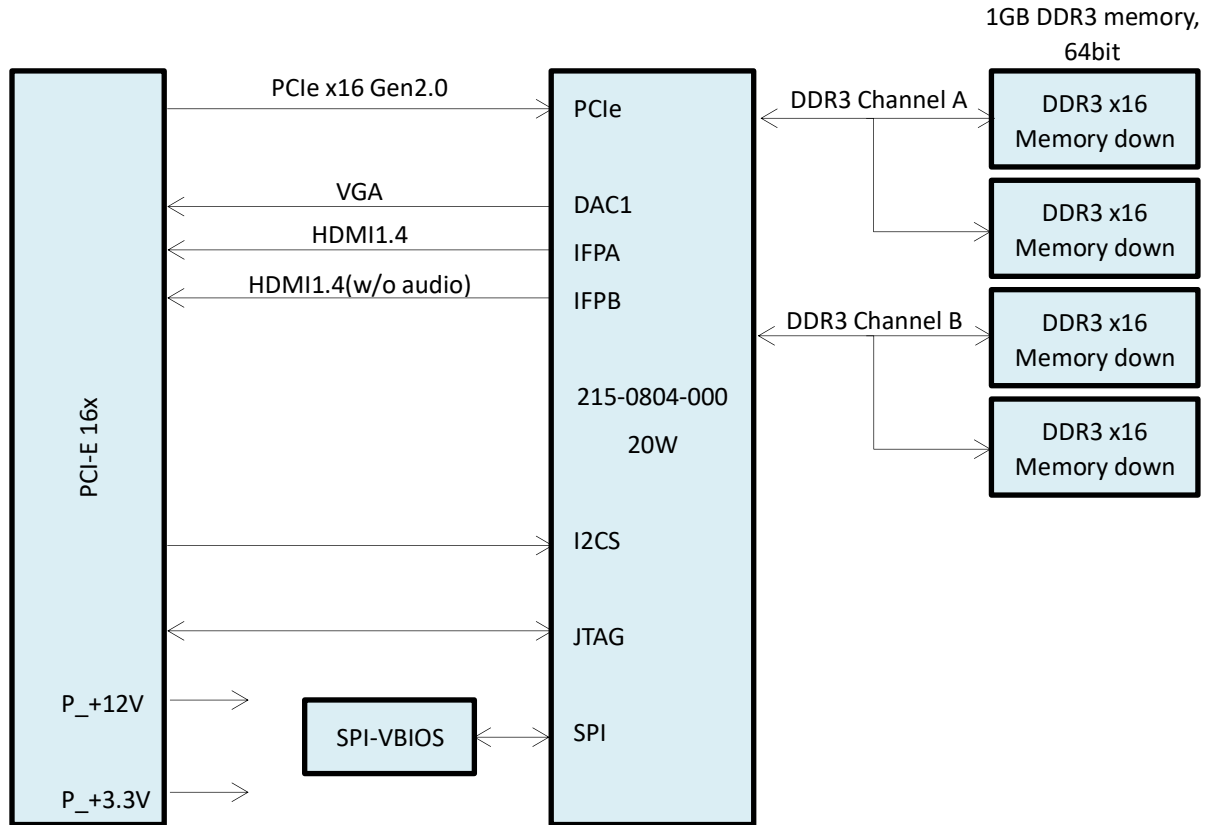 1GB DDR3 memory,
64bit
PCIe x16 Gen2.0
PCIe
DDR3 Channel A
DDR3 x16
Memory down
VGA
DAC1
HDMI1.4
IFPA
DDR3 x16
Memory down
HDMI1.4(w/o audio)
IFPB
DDR3 Channel B
DDR3 x16
Memory down
215-0804-000
20W
DDR3 x16
Memory down
PCI-E 16x
I2CS
JTAG
P_+12V
SPI-VBIOS
SPI
P_+3.3V